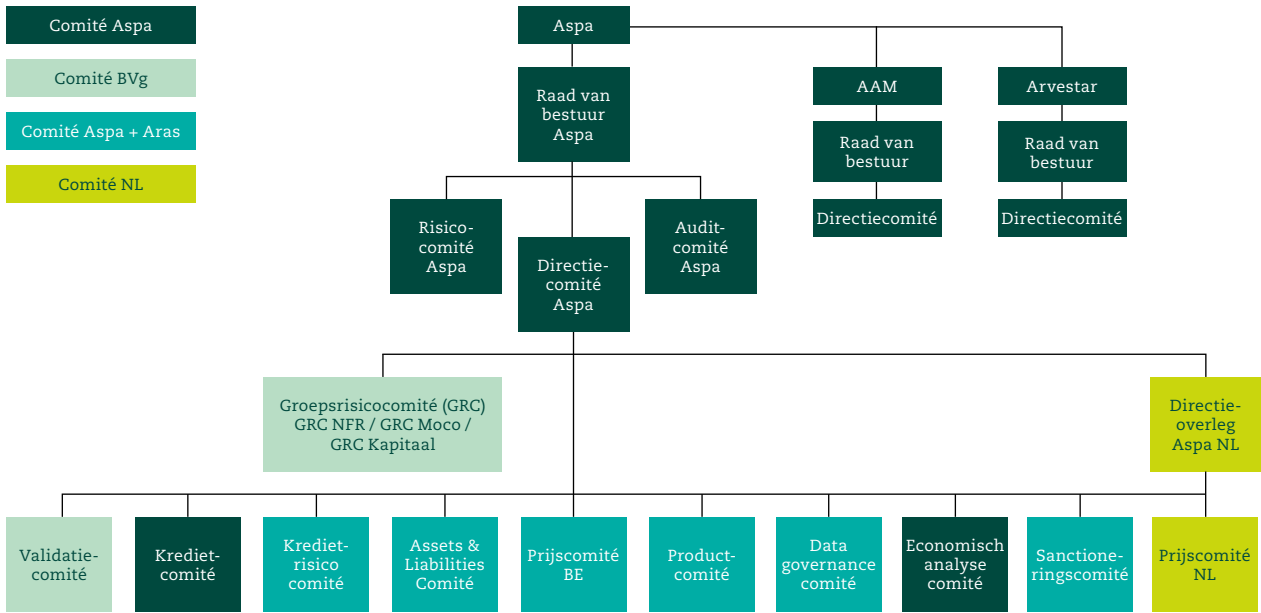 Comité Aspa
Comité BVg
Comité Aspa + Aras
Comité NL
Aspa
Raad van
bestuur
Aspa
AAM
Arvestar
Raad van
bestuur
Raad van
bestuur
Directiecomité
Directiecomité
Risico-
comité
Aspa
Directie-
comité
Aspa
Audit-
comité
Aspa
Groepsrisicocomité (GRC)
GRC NFR / GRC Moco /
GRC Kapitaal
Directie-
overleg
Aspa NL
Validatie-
comité
Krediet-
comité
Krediet-
risico
comité
Assets &
Liabilities
Comité
Prijscomité
BE
Product-
comité
Data
governance
comité
Economisch
analyse
comité
Sanctione-
ringscomité
Prijscomité
NL